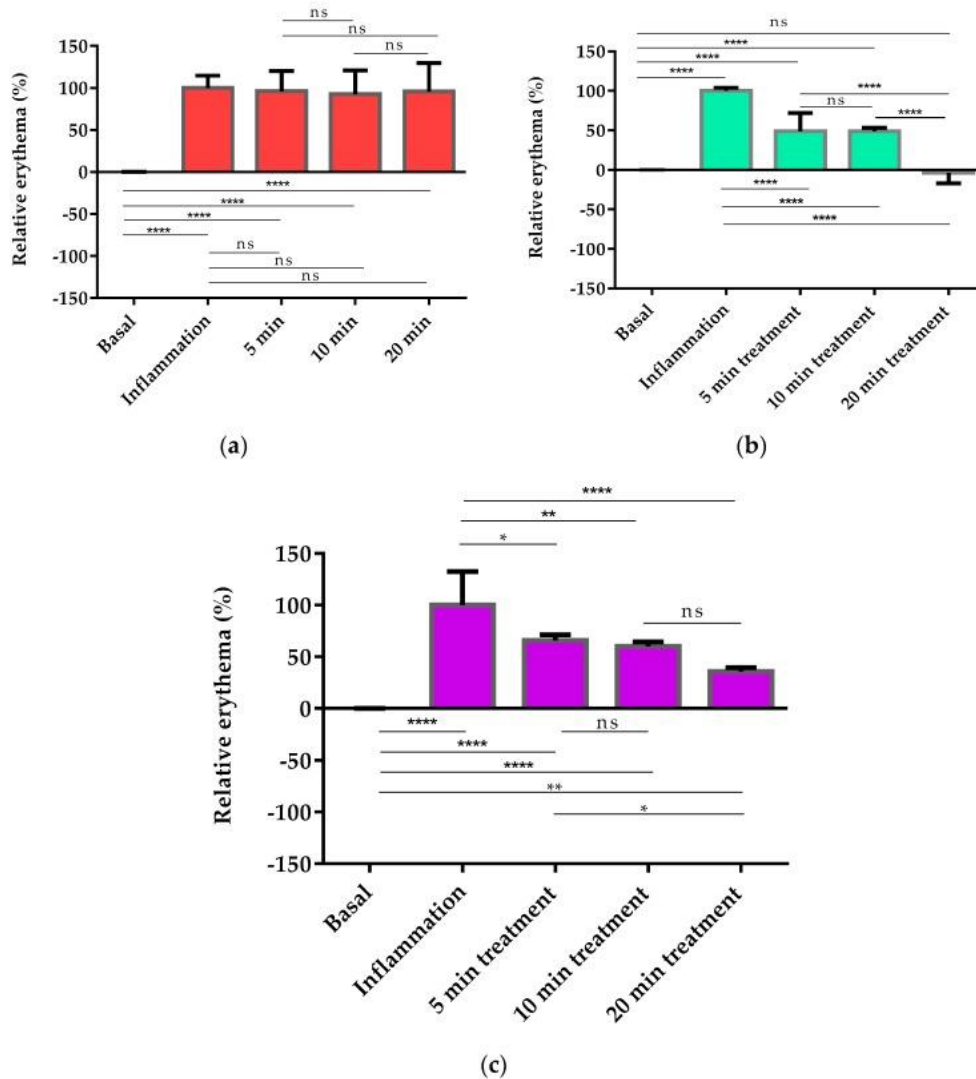 ns
ns
ns
150
100
50
0
-50
-100
-150
Relative erythema (%)
****
****
****
****
ns
ns
ns
Basal
Inflammation
5 min
10 min
20 min
(a)
ns
****
****
****
****
ns
****
150
100
50
0
-50
-100
-150
Relative erythema (%)
****
****
****
Basal
Inflammation
5 min treatment
10 min treatment
20 min treatment
(b)
****
**
*
ns
150
100
50
0
-50
-100
-150
Relative erythema (%)
****
ns
****
****
**
*
Basal
Inflammation
5 min treatment
10 min treatment
20 min treatment
(c)